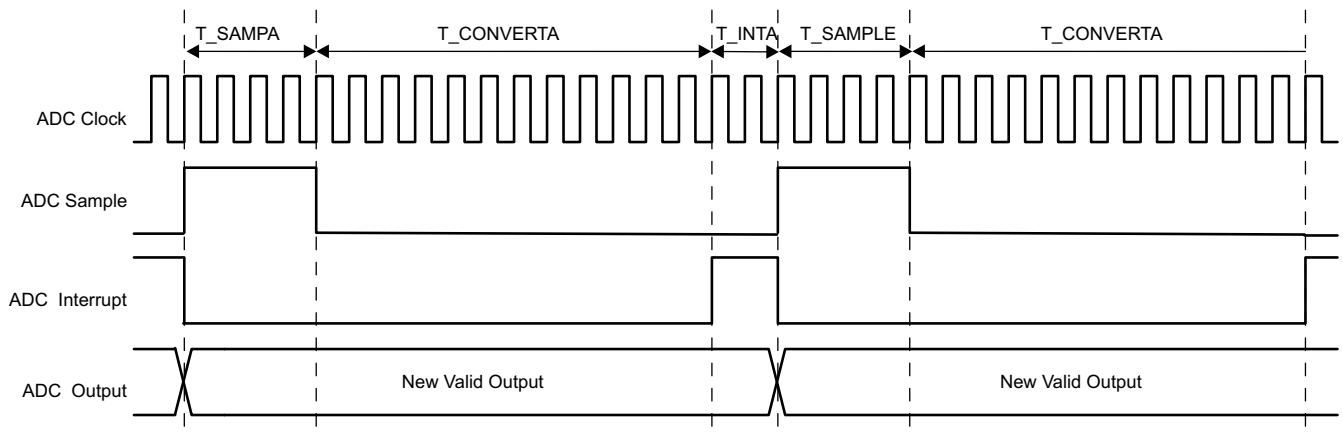 T_SAMPA T_CONVERTA T_INTA T_SAMPLE T_CONVERTA
ADC Clock
ADC Sample
ADC Interrupt
ADC Output New Valid Output New Valid Output